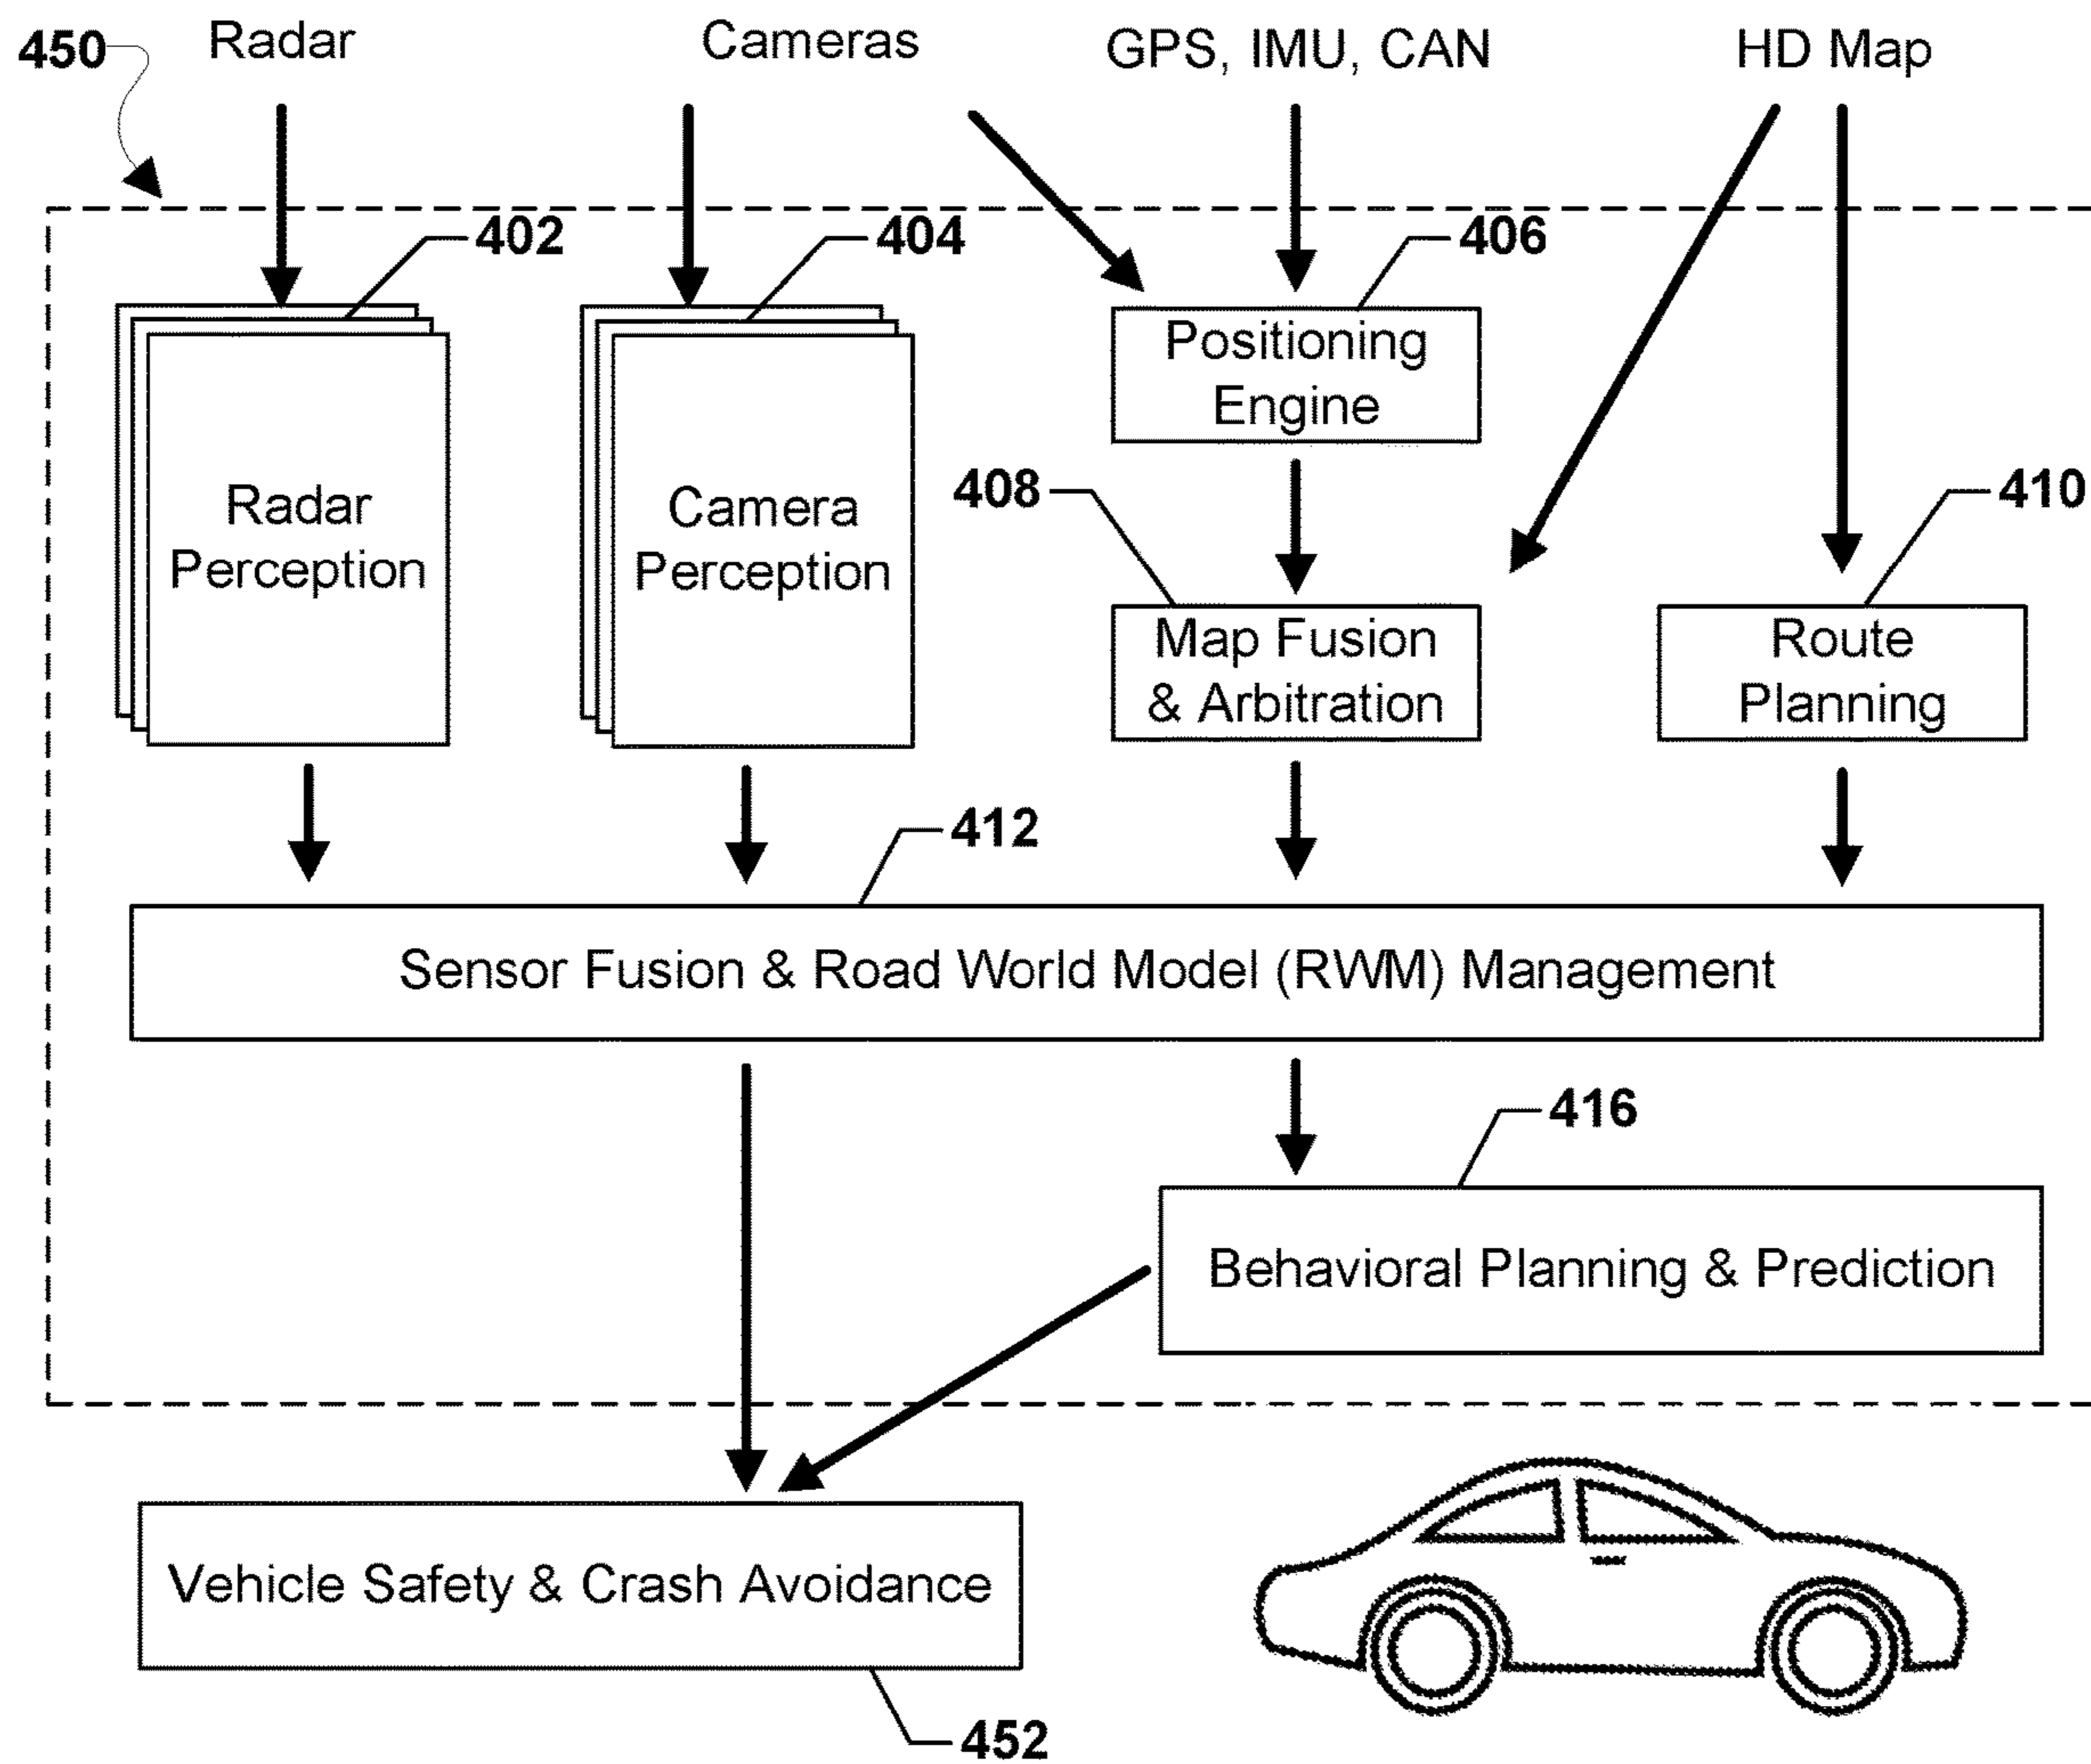 450
Radar
Cameras
GPS, IMU, CAN
HD Map
402
404
406
Positioning
Engine
408
410
Radar
Perception
Camera
Perception
Map Fusion
& Arbitration
Route
Planning
412
Sensor Fusion & Road World Model (RWM) Management
416
Behavioral Planning & Prediction
Vehicle Safety & Crash Avoidance
452